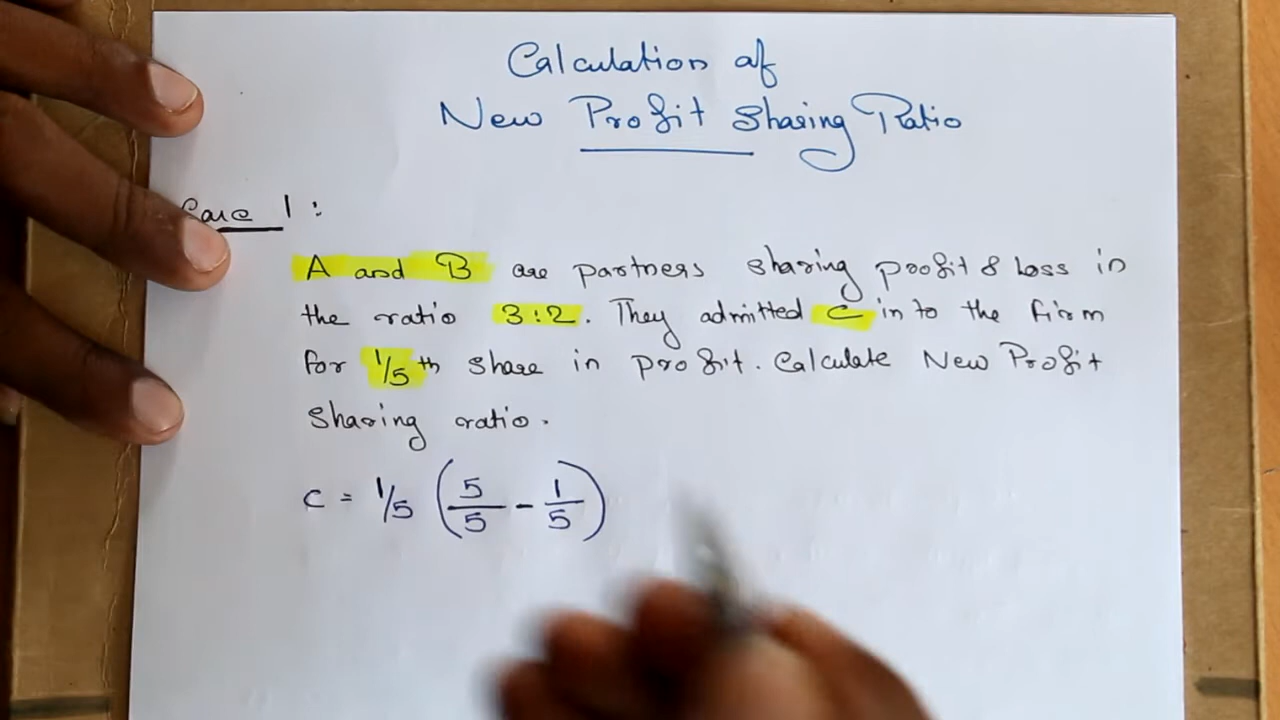 Calculation of
New Profit Sharing Ratio
Case 1:
A and B are partners sharing profit & Loss in
the ratio 3:2. They admitted C in to the firm
for 1/5th share in profit. Calculate New Profit
Sharing ratio.
C = 1/5 (5/5 - 1/5)